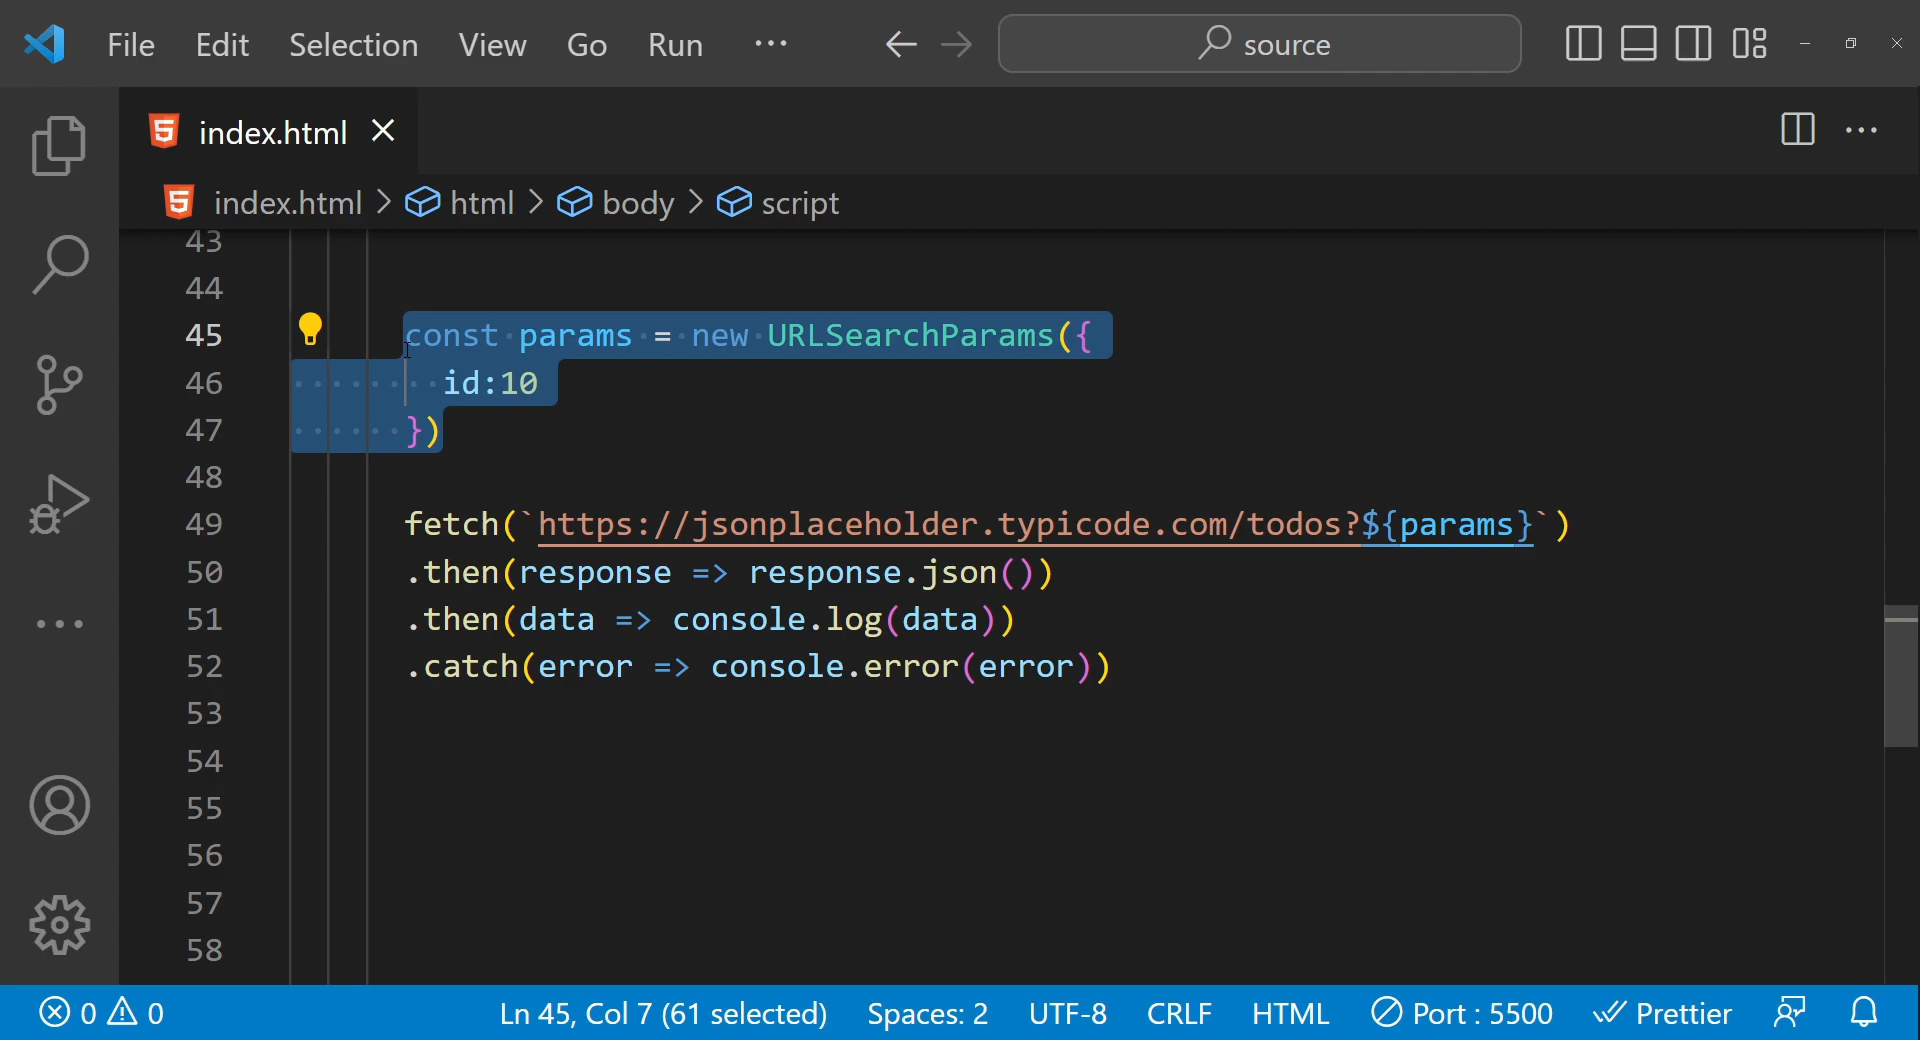 File Edit Selection View Go Run ··· source
index.html
index.html > html > body > script
43
44
45 const params = new URLSearchParams({
46 id:10
47 })
48
49 fetch(`https://jsonplaceholder.typicode.com/todos?${params}`)
50 .then(response => response.json())
51 .then(data => console.log(data))
52 .catch(error => console.error(error))
53
54
55
56
57
58
0 0 Ln 45, Col 7 (61 selected) Spaces: 2 UTF-8 CRLF HTML Port : 5500 Prettier